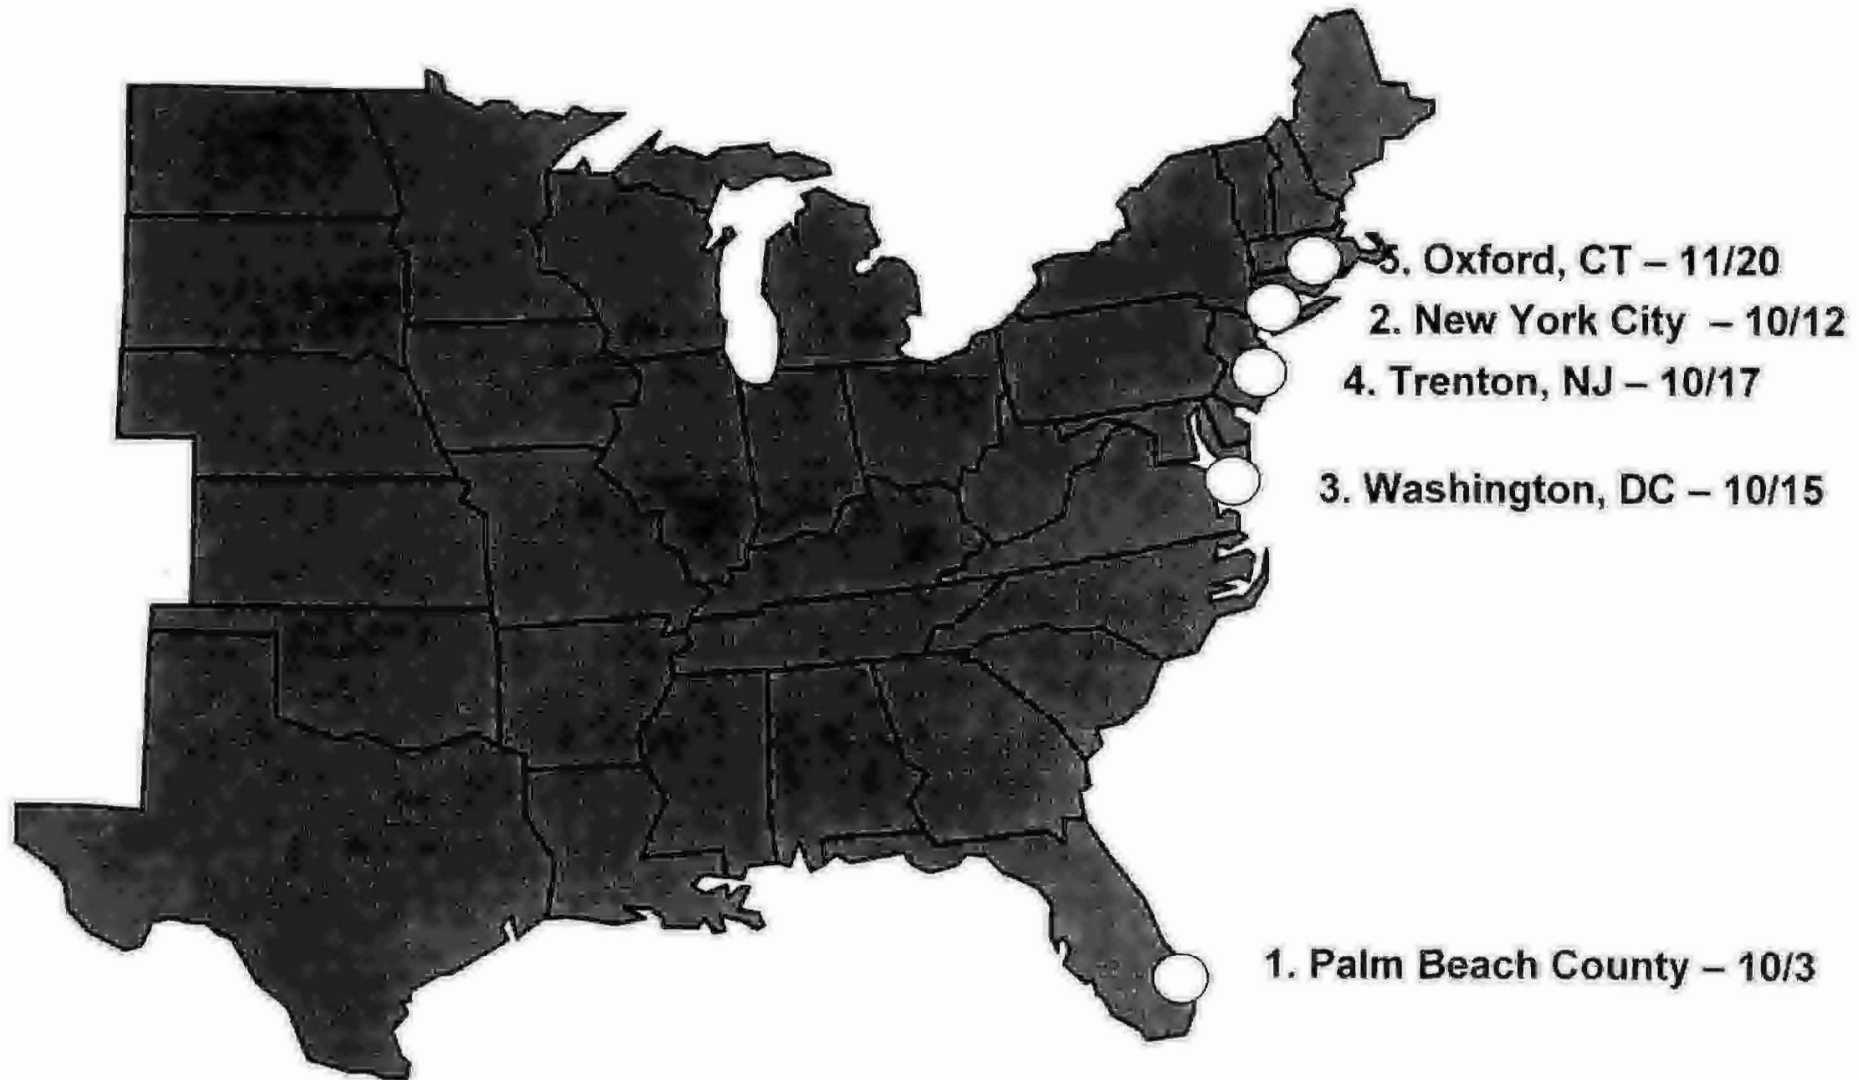 5. Oxford, CT – 11/20
2. New York City – 10/12
4. Trenton, NJ – 10/17
3. Washington, DC – 10/15
1. Palm Beach County – 10/3